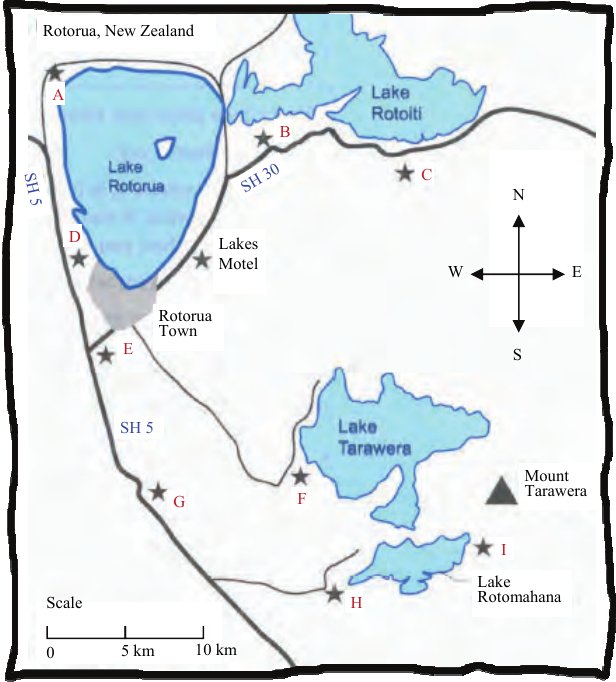 Rotorua, New Zealand
A
Lake
Rotoiti
B
SH 30
C
Lake
Rotorua
SH 5
N
W
E
S
D
Lakes
Motel
Rotorua
Town
E
SH 5
Lake
Tarawera
F
Mount
Tarawera
G
I
Lake
Rotomahana
H
Scale
0
5 km
10 km